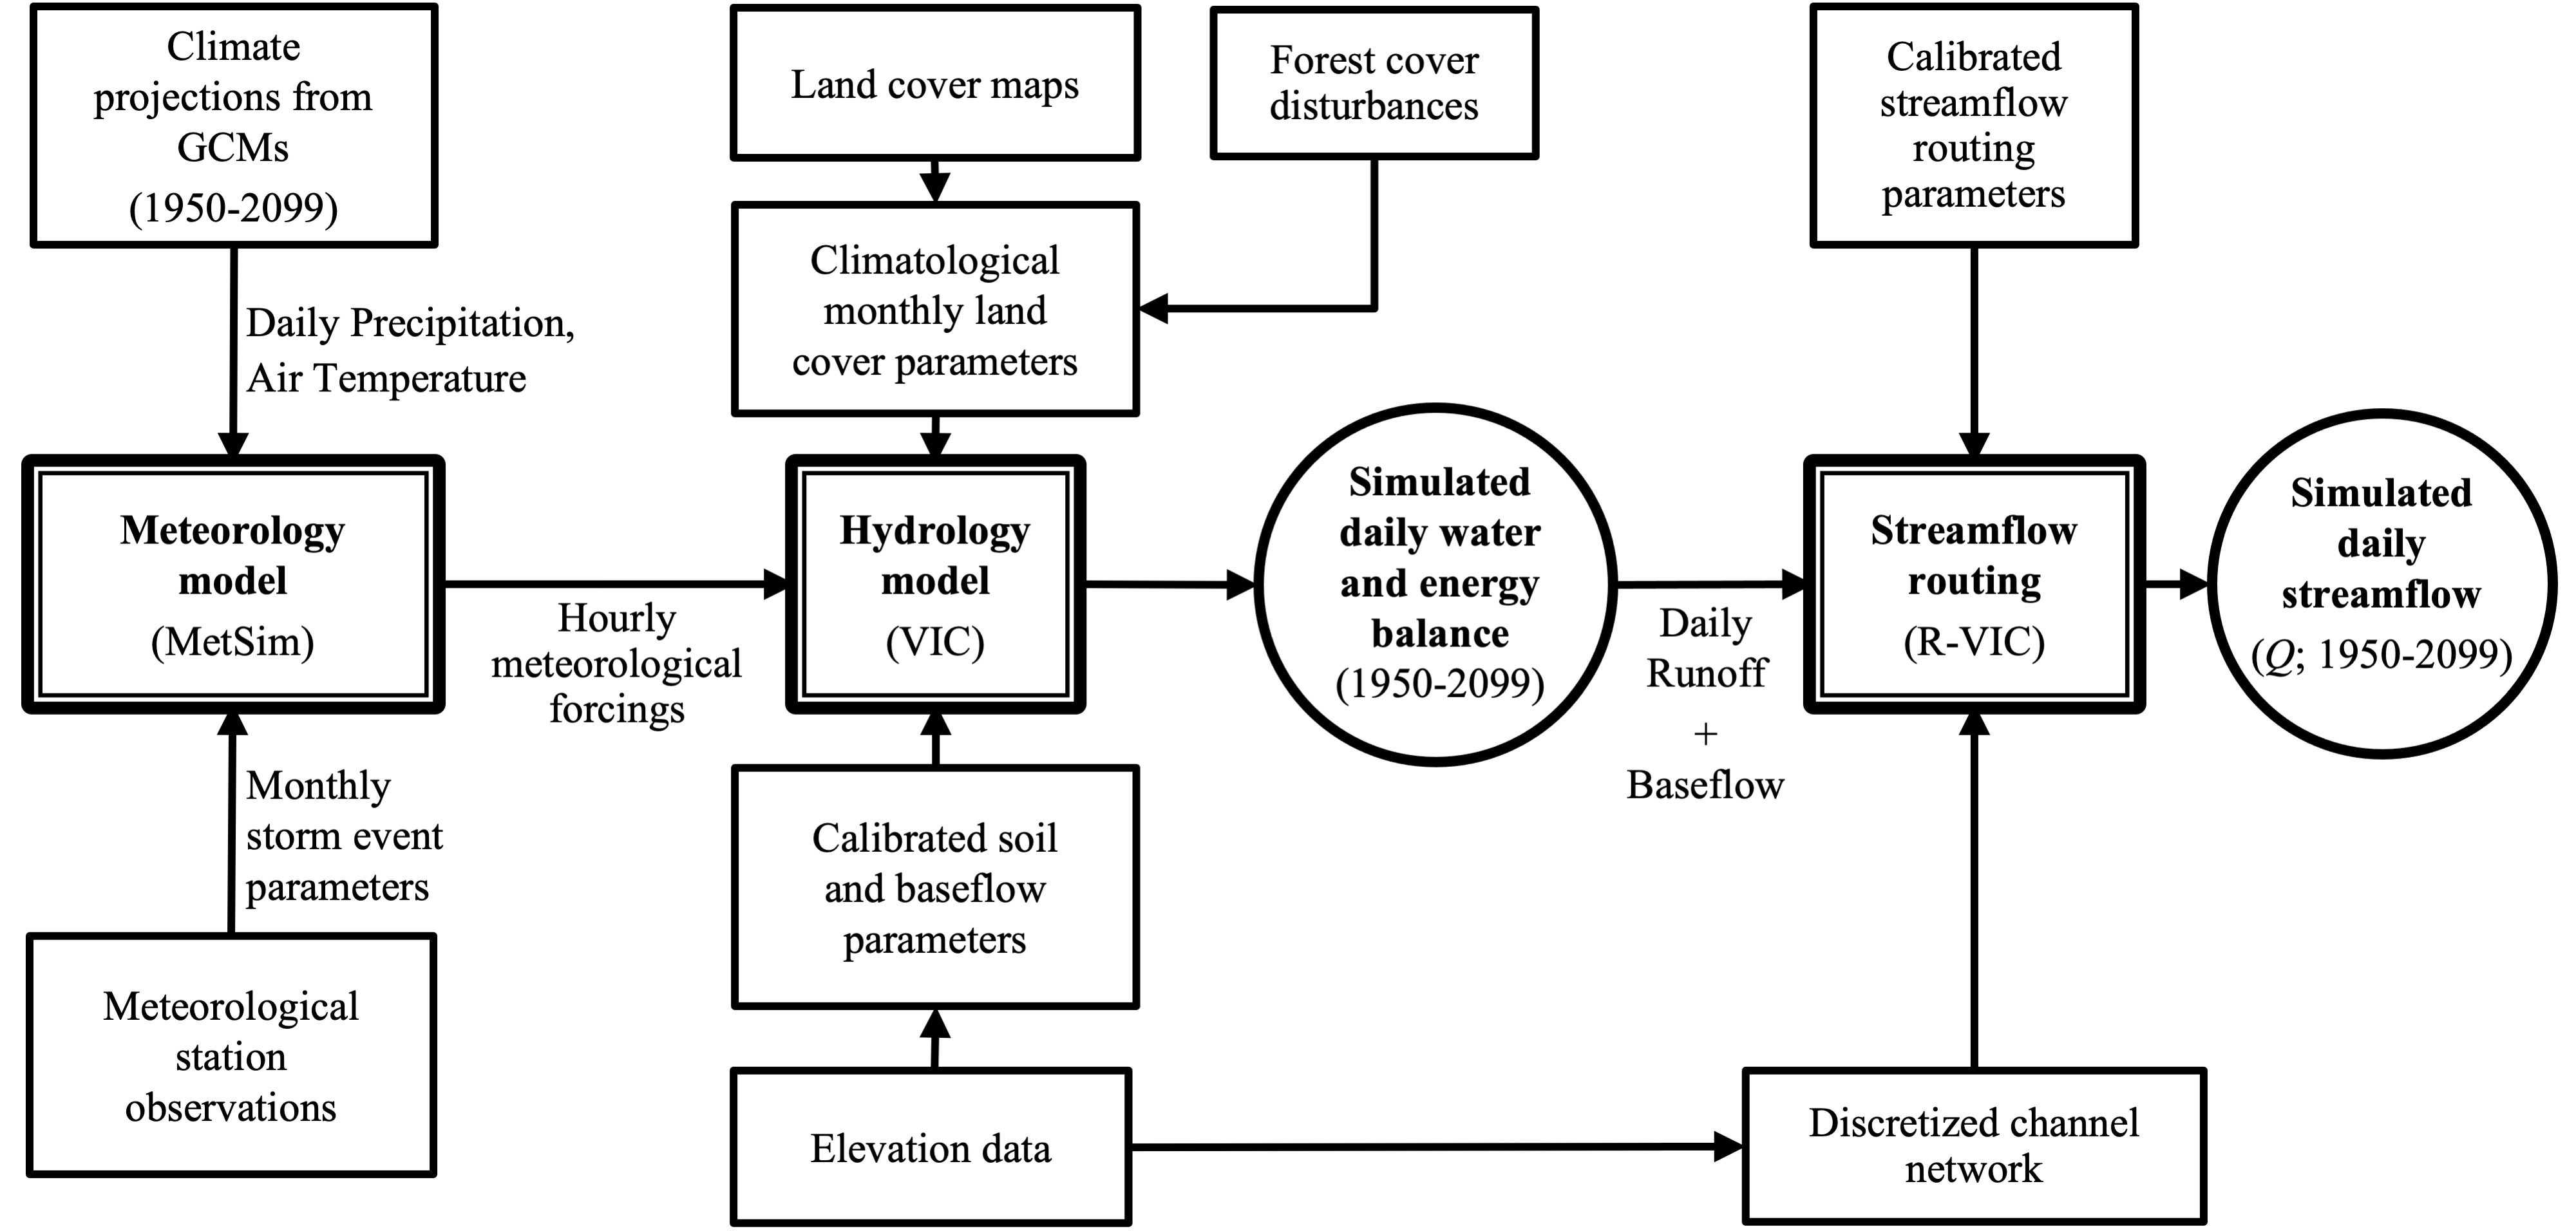 Climate
projections from
GCMs
(1950-2099)
Land cover maps
Forest cover
disturbances
Calibrated
streamflow
routing
parameters
Climatological
monthly land
cover parameters
Daily Precipitation,
Air Temperature
Meteorology
model
(MetSim)
Hourly
meteorological
forcings
Hydrology
model
(VIC)
Simulated
daily water
and energy
balance
(1950-2099)
Daily
Runoff
+
Baseflow
Streamflow
routing
(R-VIC)
Simulated
daily
streamflow
(Q; 1950-2099)
Monthly
storm event
parameters
Calibrated soil
and baseflow
parameters
Meteorological
station
observations
Elevation data
Discretized channel
network